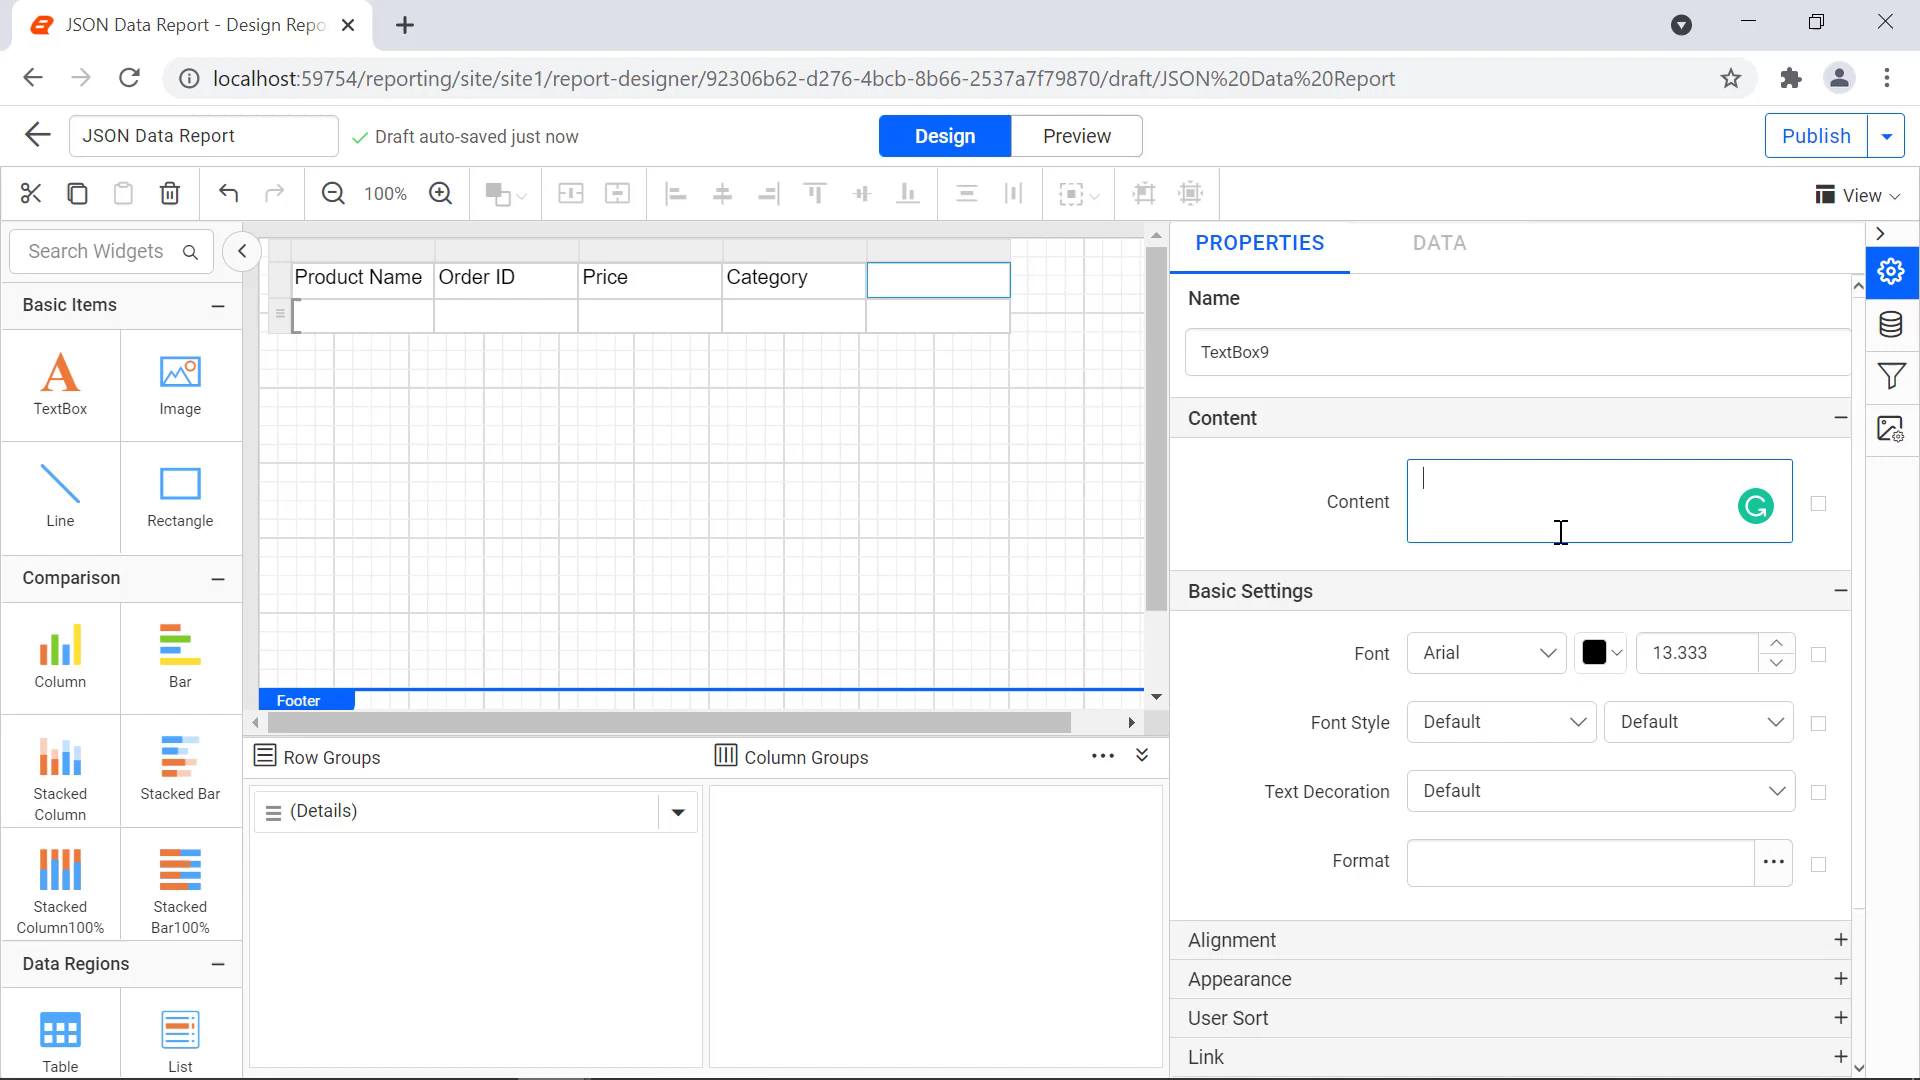 JSON Data Report - Design Repo
localhost:59754/reporting/site/site1/report-designer/92306b62-d276-4bcb-8b66-2537a7f79870/draft/JSON%20Data%20Report
JSON Data Report
Draft auto-saved just now
Design
Preview
Publish
100%
View
Search Widgets
Basic Items
TextBox
Image
Line
Rectangle
Comparison
Column
Bar
Stacked
Column
Stacked Bar
Stacked
Column100%
Stacked
Bar100%
Data Regions
Table
List
Product Name
Order ID
Price
Category
Footer
Row Groups
Column Groups
(Details)
PROPERTIES
DATA
Name
TextBox9
Content
Content
Basic Settings
Font
Arial
13.333
Font Style
Default
Default
Text Decoration
Default
Format
Alignment
Appearance
User Sort
Link